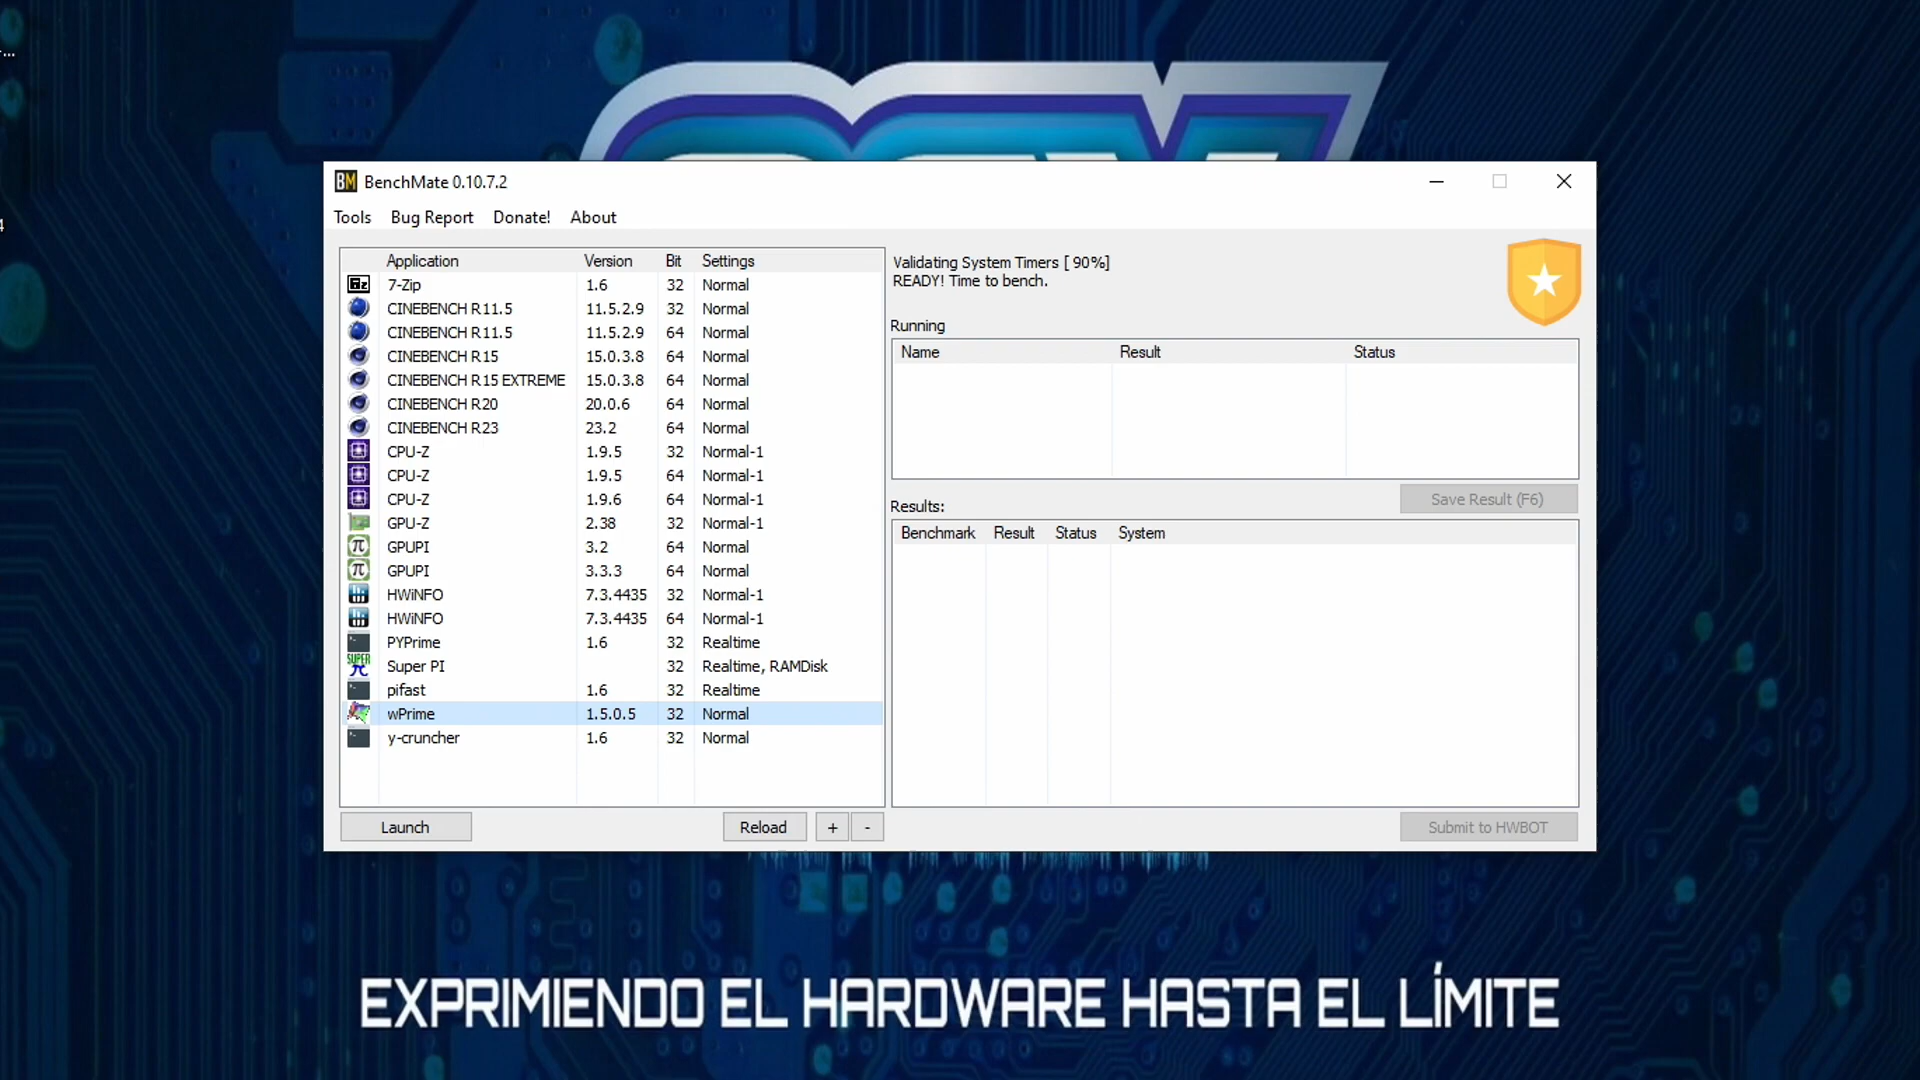 BM BenchMate 0.10.7.2
Tools Bug Report Donate! About
Application Version Bit Settings
7-Zip 1.6 32 Normal
CINEBENCH R11.5 11.5.2.9 32 Normal
CINEBENCH R11.5 11.5.2.9 64 Normal
CINEBENCH R15 15.0.3.8 64 Normal
CINEBENCH R15 EXTREME 15.0.3.8 64 Normal
CINEBENCH R20 20.0.6 64 Normal
CINEBENCH R23 23.2 64 Normal
CPU-Z 1.9.5 32 Normal-1
CPU-Z 1.9.5 64 Normal-1
CPU-Z 1.9.6 64 Normal-1
GPU-Z 2.38 32 Normal-1
π GPUPI 3.2 64 Normal
π GPUPI 3.3.3 64 Normal
HWiNFO 7.3.4435 32 Normal-1
HWiNFO 7.3.4435 64 Normal-1
PYPrime 1.6 32 Realtime
SUPER π Super PI 32 Realtime, RAMDisk
pifast 1.6 32 Realtime
wPrime 1.5.0.5 32 Normal
y-cruncher 1.6 32 Normal
Launch Reload + -
Validating System Timers [ 90%]
READY! Time to bench.
Running
Name Result Status
Save Result (F6)
Results:
Benchmark Result Status System
Submit to HWBOT
EXPRIMIENDO EL HARDWARE HASTA EL LÍMITE